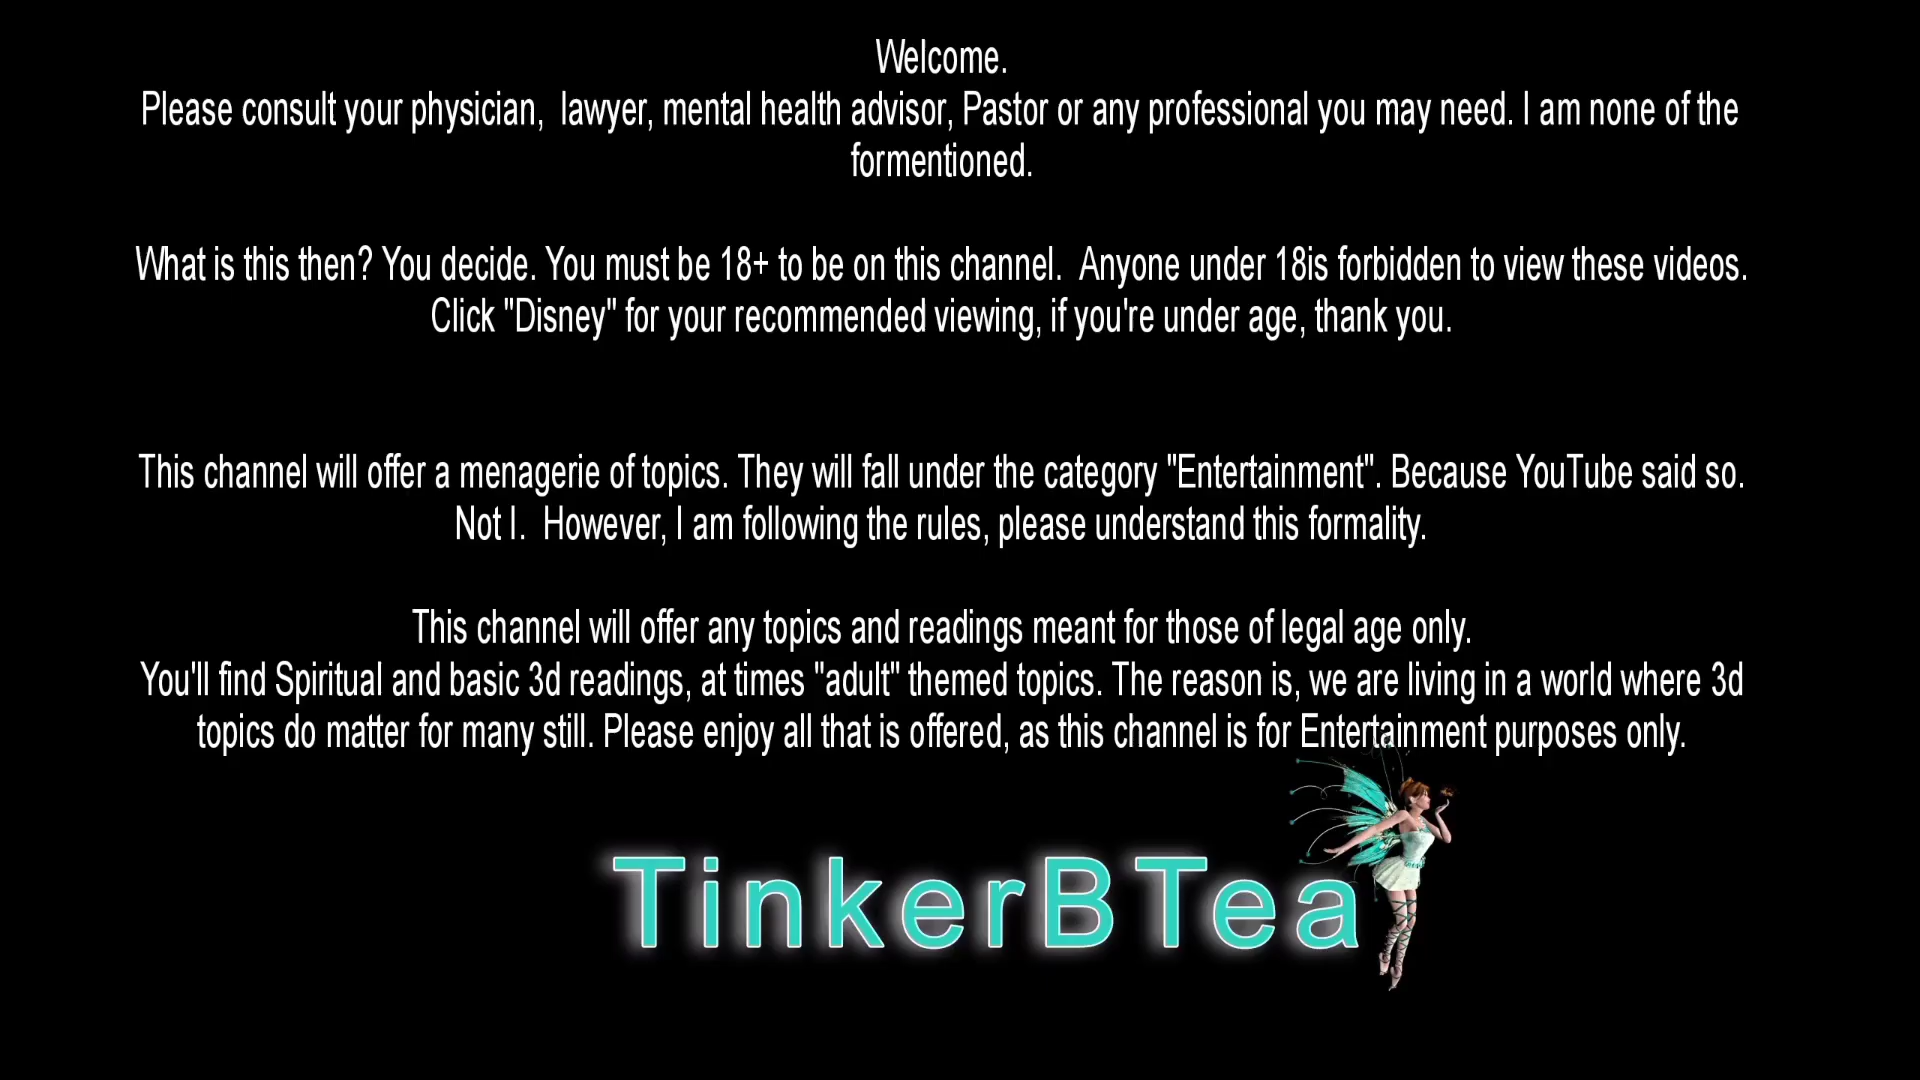 Welcome.
Please consult your physician,  lawyer, mental health advisor, Pastor or any professional you may need. I am none of the
formentioned.
What is this then? You decide. You must be 18+ to be on this channel.  Anyone under 18is forbidden to view these videos.
Click "Disney" for your recommended viewing, if you're under age, thank you.
This channel will offer a menagerie of topics. They will fall under the category "Entertainment". Because YouTube said so.
Not I.  However, I am following the rules, please understand this formality.
This channel will offer any topics and readings meant for those of legal age only.
You'll find Spiritual and basic 3d readings, at times "adult" themed topics. The reason is, we are living in a world where 3d
topics do matter for many still. Please enjoy all that is offered, as this channel is for Entertainment purposes only.
TinkerBTea